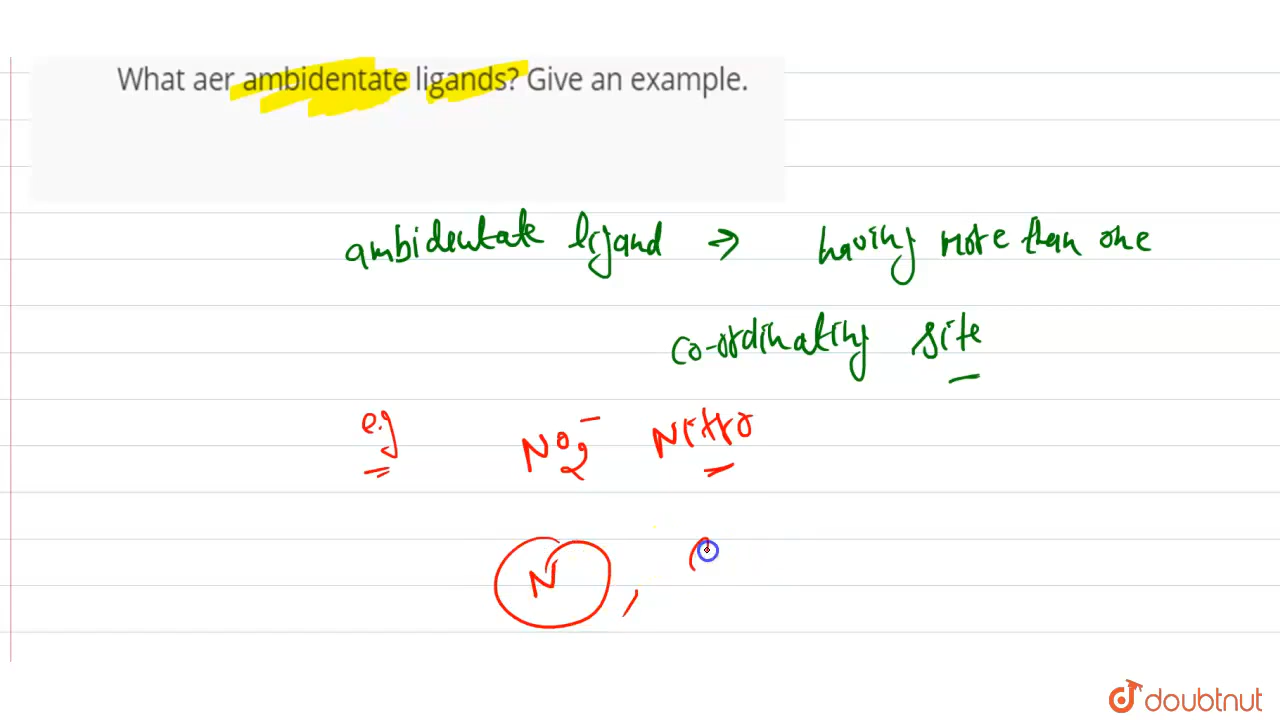 What aer ambidentate ligands? Give an example.
ambidentate ligand → having more than one
co-ordinating site
e.g NO2⁻ Nitro
N ,
doubtnut